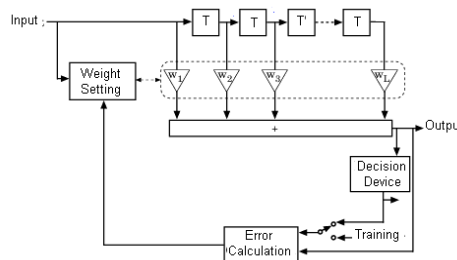 Input
T
T
T'
T
Weight
Setting
w1
w2
w3
wL
+
Output
Decision
Device
Training
Error
Calculation